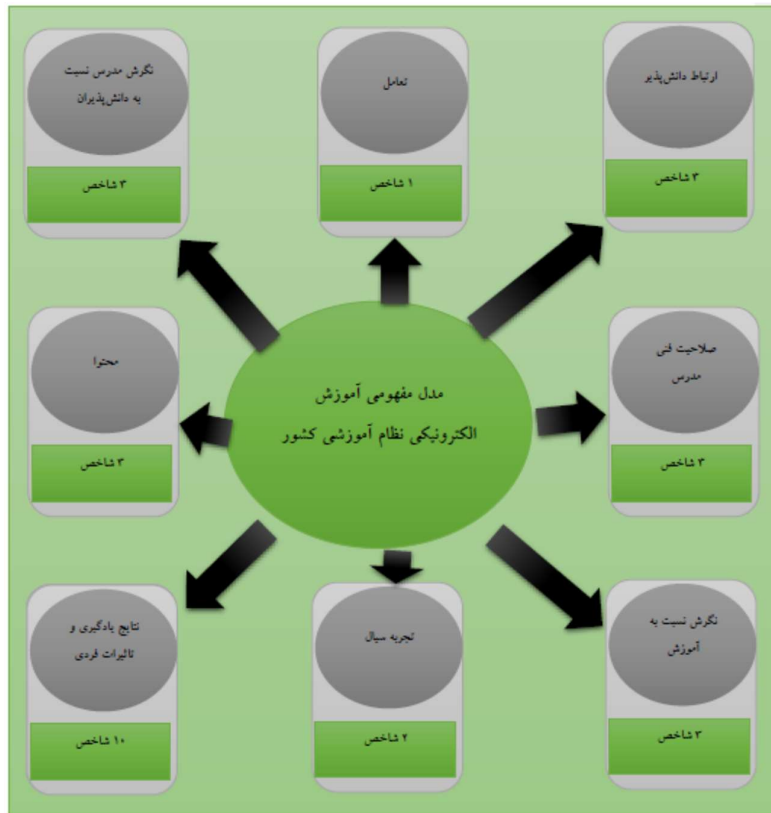 ارتباط دانش‌پذیر
۳ شاخص
تعامل
۱ شاخص
نگرش مدرس نسبت
به دانش‌پذیران
۳ شاخص
صلاحیت فنی
مدرس
۳ شاخص
مدل مفهومی آموزش
الکترونیکی نظام آموزشی کشور
محتوا
۳ شاخص
نگرش نسبت به
آموزش
۳ شاخص
تجربه سیال
۲ شاخص
نتایج یادگیری و
تاثیرات فردی
۱۰ شاخص